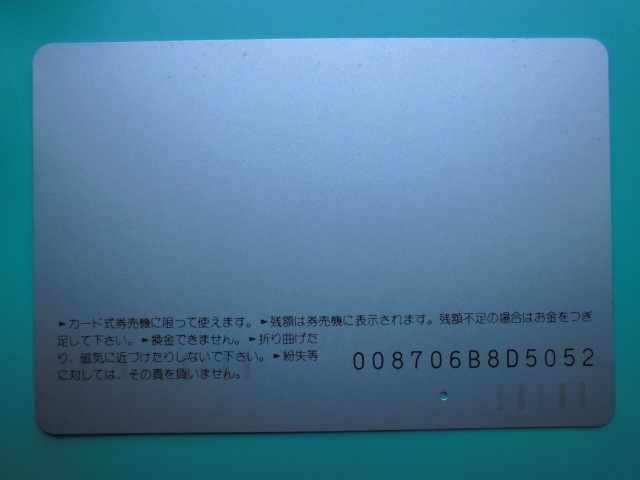 ►カード式券売機に限って使えます。►残額は券売機に表示されます。残額不足の場合はお金をつぎ
足して下さい。►換金できません。►折り曲げた
り、磁気に近づけたりしないで下さい。►紛失等
に対しては、その責を負いません。
008706B8D5052